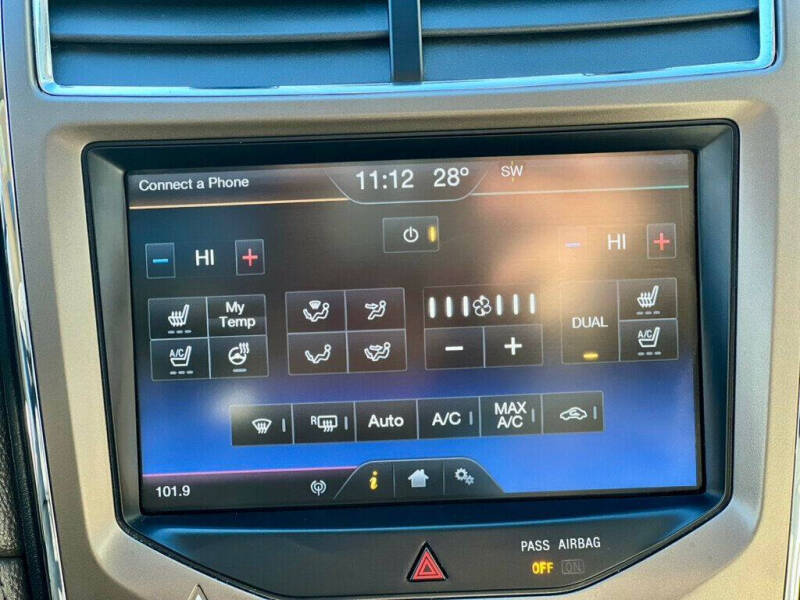 Connect a Phone
11:12 28°
SW
HI
HI
My
Temp
A/C
DUAL
A/C
R
Auto
A/C
MAX
A/C
101.9
i
PASS AIRBAG
OFF ON